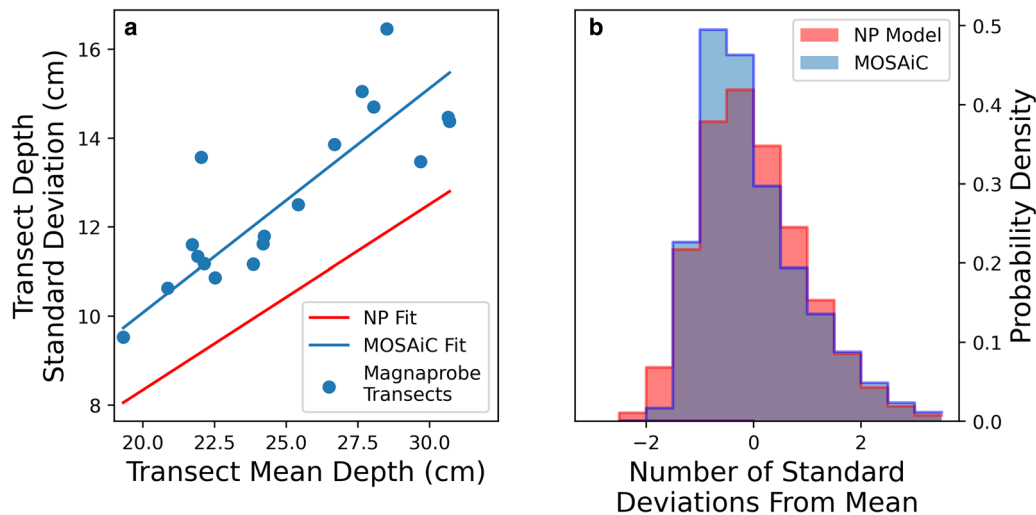 a
16
14
12
10
8
Transect Depth
Standard Deviation (cm)
NP Fit
MOSAiC Fit
Magnaprobe
Transects
20.0 22.5 25.0 27.5 30.0
Transect Mean Depth (cm)
b
NP Model
MOSAiC
0.5
0.4
0.3
0.2
0.1
0.0
Probability Density
−2 0 2
Number of Standard
Deviations From Mean